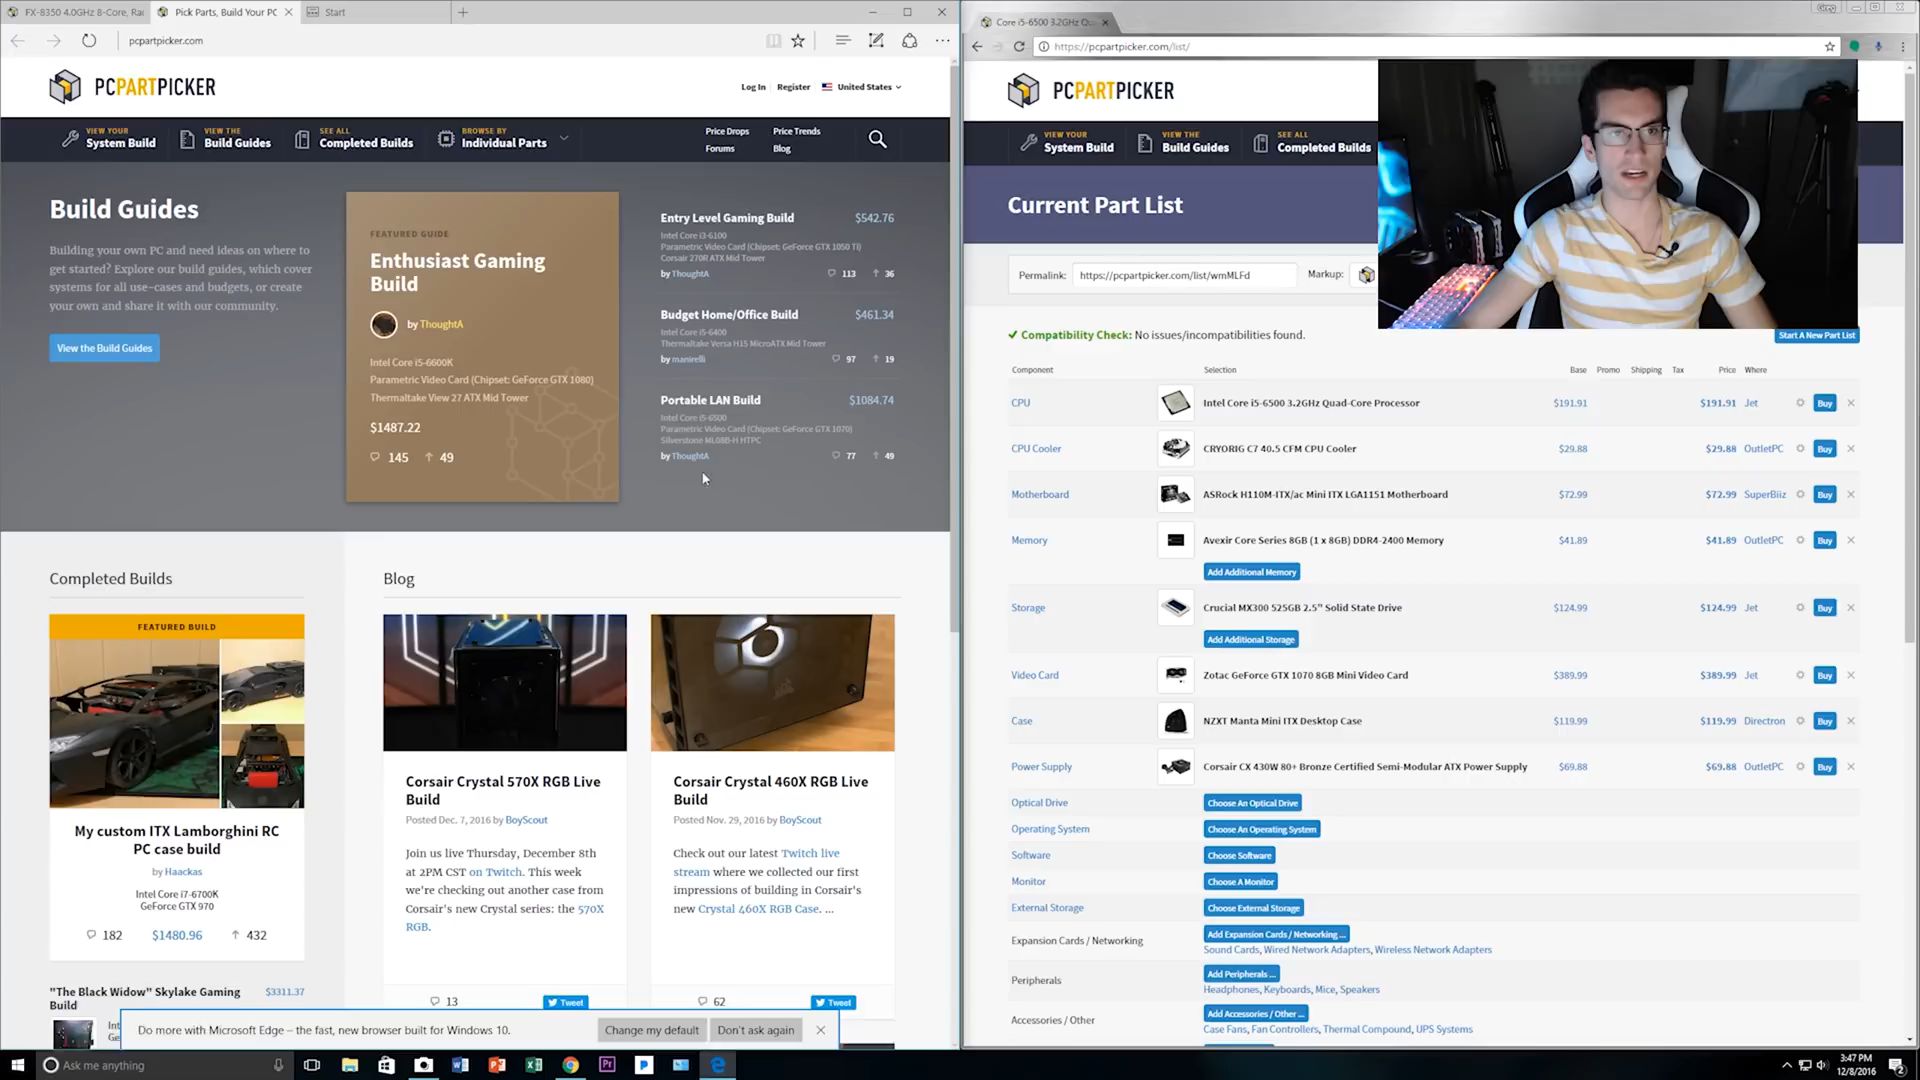 FX-8350 4.0GHz 8-Core, Rad
Pick Parts, Build Your PC
Start
pcpartpicker.com
PCPARTPICKER
Log In
Register
United States
VIEW YOUR
System Build
VIEW THE
Build Guides
SEE ALL
Completed Builds
BROWSE BY
Individual Parts
Price Drops
Price Trends
Forums
Blog
Build Guides
Building your own PC and need ideas on where to
get started? Explore our build guides, which cover
systems for all use-cases and budgets, or create
your own and share it with our community.
View the Build Guides
FEATURED GUIDE
Enthusiast Gaming
Build
by ThoughtA
Intel Core i5-6600K
Parametric Video Card (Chipset: GeForce GTX 1080)
Thermaltake View 27 ATX Mid Tower
$1487.22
145 49
Entry Level Gaming Build $542.76
Intel Core i3-6100
Parametric Video Card (Chipset: GeForce GTX 1050 Ti)
Corsair 270R ATX Mid Tower
by ThoughtA 113 36
Budget Home/Office Build $461.34
Intel Core i5-6400
Thermaltake Versa H15 MicroATX Mid Tower
by manirelli 97 19
Portable LAN Build $1084.74
Intel Core i5-6500
Parametric Video Card (Chipset: GeForce GTX 1070)
Silverstone ML08B-H HTPC
by ThoughtA 77 49
Completed Builds
FEATURED BUILD
My custom ITX Lamborghini RC
PC case build
by Haackas
Intel Core i7-6700K
GeForce GTX 970
182 $1480.96 432
"The Black Widow" Skylake Gaming
Build
$3311.37
Blog
Corsair Crystal 570X RGB Live
Build
Posted Dec. 7, 2016 by BoyScout
Join us live Thursday, December 8th
at 2PM CST on Twitch. This week
we're checking out another case from
Corsair's new Crystal series: the 570X
RGB.
13 Tweet
Corsair Crystal 460X RGB Live
Build
Posted Nov. 29, 2016 by BoyScout
Check out our latest Twitch live
stream where we collected our first
impressions of building in Corsair's
new Crystal 460X RGB Case. ...
62 Tweet
Do more with Microsoft Edge – the fast, new browser built for Windows 10.
Change my default
Don't ask again
Core i5-6500 3.2GHz Qu
Greg
https://pcpartpicker.com/list/
PCPARTPICKER
VIEW YOUR
System Build
VIEW THE
Build Guides
SEE ALL
Completed Builds
Current Part List
Permalink: https://pcpartpicker.com/list/wmMLFd
Markup:
Compatibility Check: No issues/incompatibilities found.
Start A New Part List
Component Selection Base Promo Shipping Tax Price Where
CPU Intel Core i5-6500 3.2GHz Quad-Core Processor $191.91 $191.91 Jet Buy
CPU Cooler CRYORIG C7 40.5 CFM CPU Cooler $29.88 $29.88 OutletPC Buy
Motherboard ASRock H110M-ITX/ac Mini ITX LGA1151 Motherboard $72.99 $72.99 SuperBiiz Buy
Memory Avexir Core Series 8GB (1 x 8GB) DDR4-2400 Memory $41.89 $41.89 OutletPC Buy
Add Additional Memory
Storage Crucial MX300 525GB 2.5" Solid State Drive $124.99 $124.99 Jet Buy
Add Additional Storage
Video Card Zotac GeForce GTX 1070 8GB Mini Video Card $389.99 $389.99 Jet Buy
Case NZXT Manta Mini ITX Desktop Case $119.99 $119.99 Directron Buy
Power Supply Corsair CX 430W 80+ Bronze Certified Semi-Modular ATX Power Supply $69.88 $69.88 OutletPC Buy
Optical Drive Choose An Optical Drive
Operating System Choose An Operating System
Software Choose Software
Monitor Choose A Monitor
External Storage Choose External Storage
Expansion Cards / Networking Add Expansion Cards / Networking ...
Sound Cards, Wired Network Adapters, Wireless Network Adapters
Peripherals Add Peripherals ...
Headphones, Keyboards, Mice, Speakers
Accessories / Other Add Accessories / Other ...
Case Fans, Fan Controllers, Thermal Compound, UPS Systems
Ask me anything
3:47 PM
12/8/2016